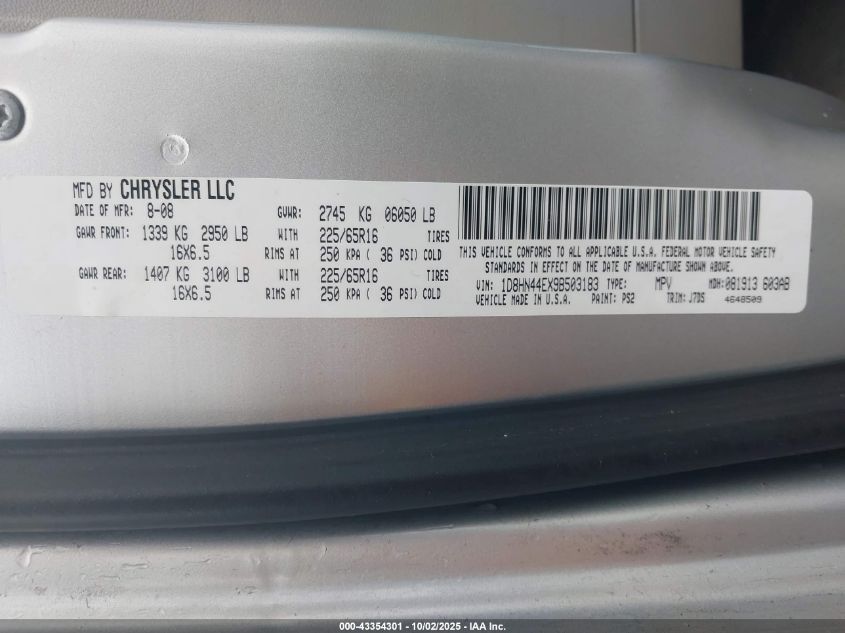 MFD BY CHRYSLER LLC
DATE OF MFR: 8-08 GVWR: 2745 KG 06050 LB
GAWR FRONT: 1339 KG 2950 LB WITH 225/65R16 TIRES
16X6.5 RIMS AT 250 KPA ( 36 PSI) COLD
GAWR REAR: 1407 KG 3100 LB WITH 225/65R16 TIRES
16X6.5 RIMS AT 250 KPA ( 36 PSI) COLD
THIS VEHICLE CONFORMS TO ALL APPLICABLE U.S.A. FEDERAL MOTOR VEHICLE SAFETY
STANDARDS IN EFFECT ON THE DATE OF MANUFACTURE SHOWN ABOVE.
VIN: 1D8HN44EX9B503183 TYPE: MPV MDH:081913 603AB
VEHICLE MADE IN U.S.A. PAINT: PS2 TRIM: J7DS 4648509
000-43354301 - 10/02/2025 - IAA Inc.